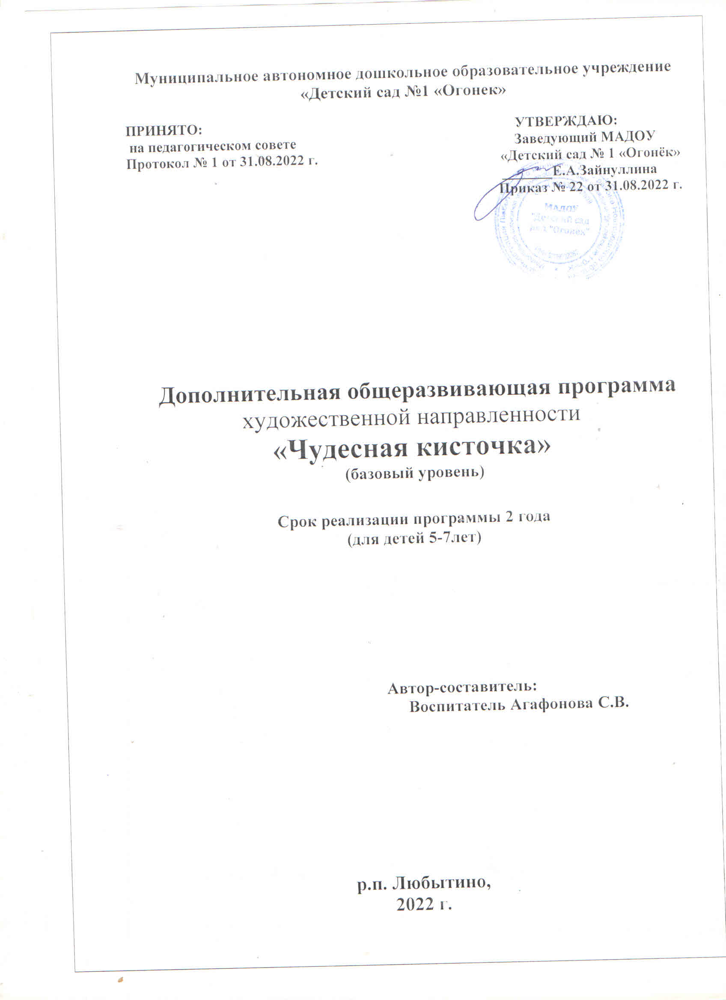 Муниципальное автономное дошкольное образовательное учреждение
«Детский сад №1 «Огонек»
ПРИНЯТО:
на педагогическом совете
Протокол № 1 от 31.08.2022 г.
УТВЕРЖДАЮ:
Заведующий МАДОУ
«Детский сад № 1 «Огонёк»
_______Е.А.Зайнуллина
Приказ № 22 от 31.08.2022 г.
МАДОУ
"Детский сад
№ 1 "Огонек"
Дополнительная общеразвивающая программа
художественной направленности
«Чудесная кисточка»
(базовый уровень)
Срок реализации программы 2 года
(для детей 5-7лет)
Автор-составитель:
Воспитатель Агафонова С.В.
р.п. Любытино,
2022 г.